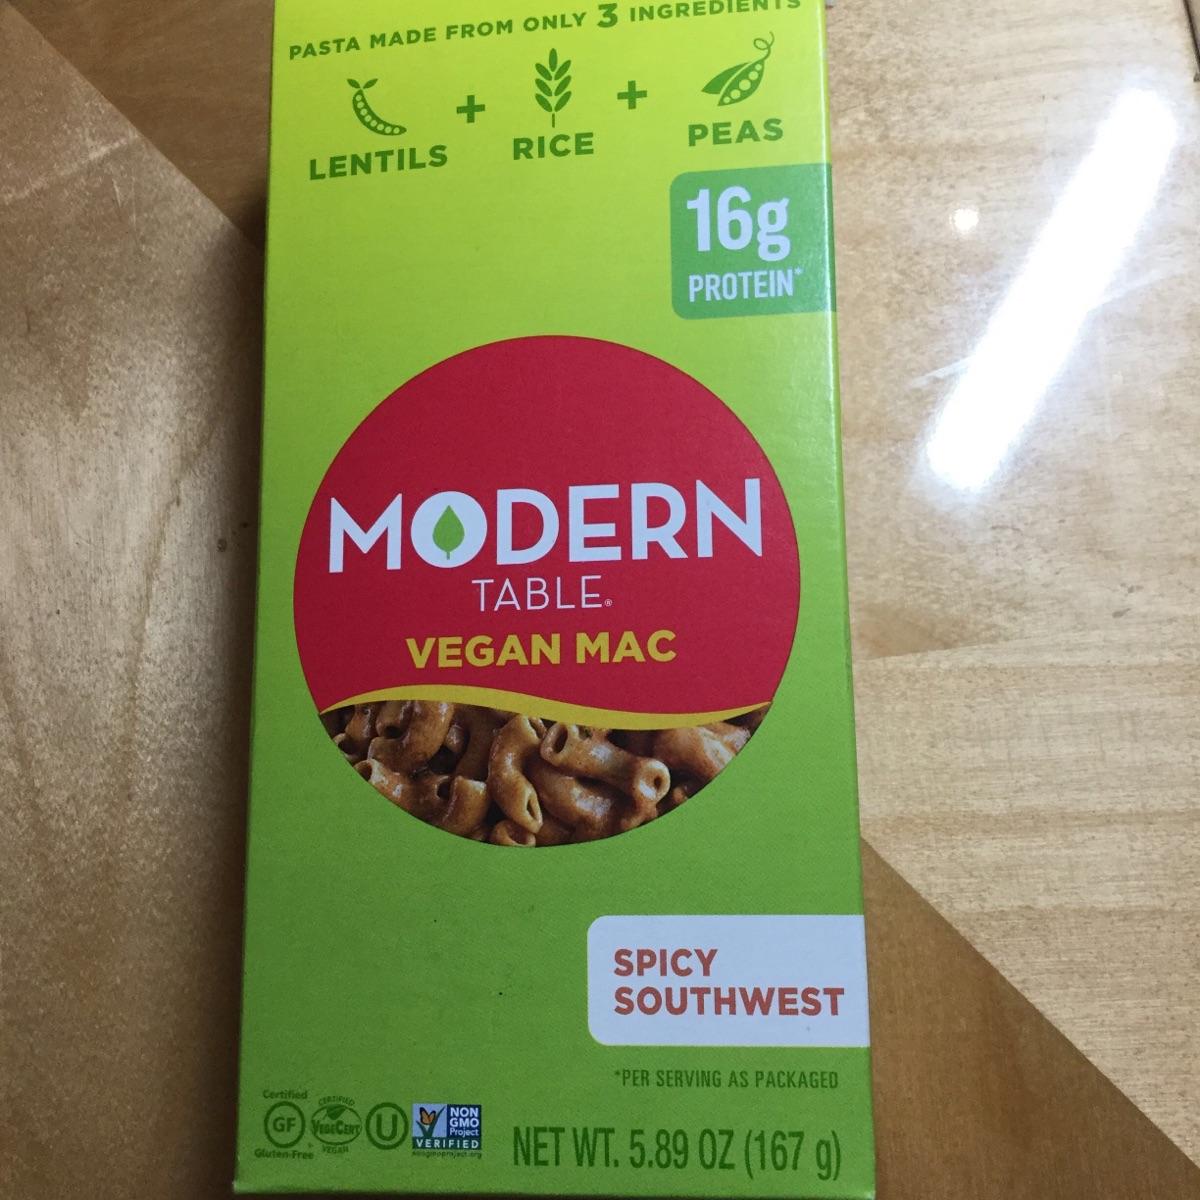 PASTA MADE FROM ONLY 3 INGREDIENTS
LENTILS + RICE + PEAS
16g
PROTEIN*
MODERN
TABLE®
VEGAN MAC
SPICY
SOUTHWEST
*PER SERVING AS PACKAGED
Certified
GF
Gluten-Free
CERTIFIED
VEGECERT
VEGAN
U
NON
GMO
Project
VERIFIED
nongmoproject.org
NET WT. 5.89 OZ (167 g)